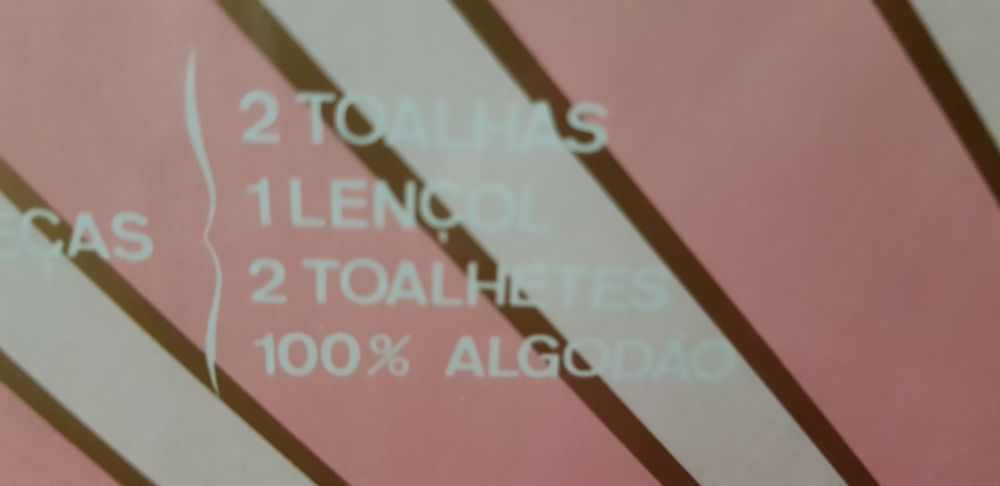 2 TOALHAS
1 LENÇOL
EÇAS
2 TOALHETES
100% ALGODÃO